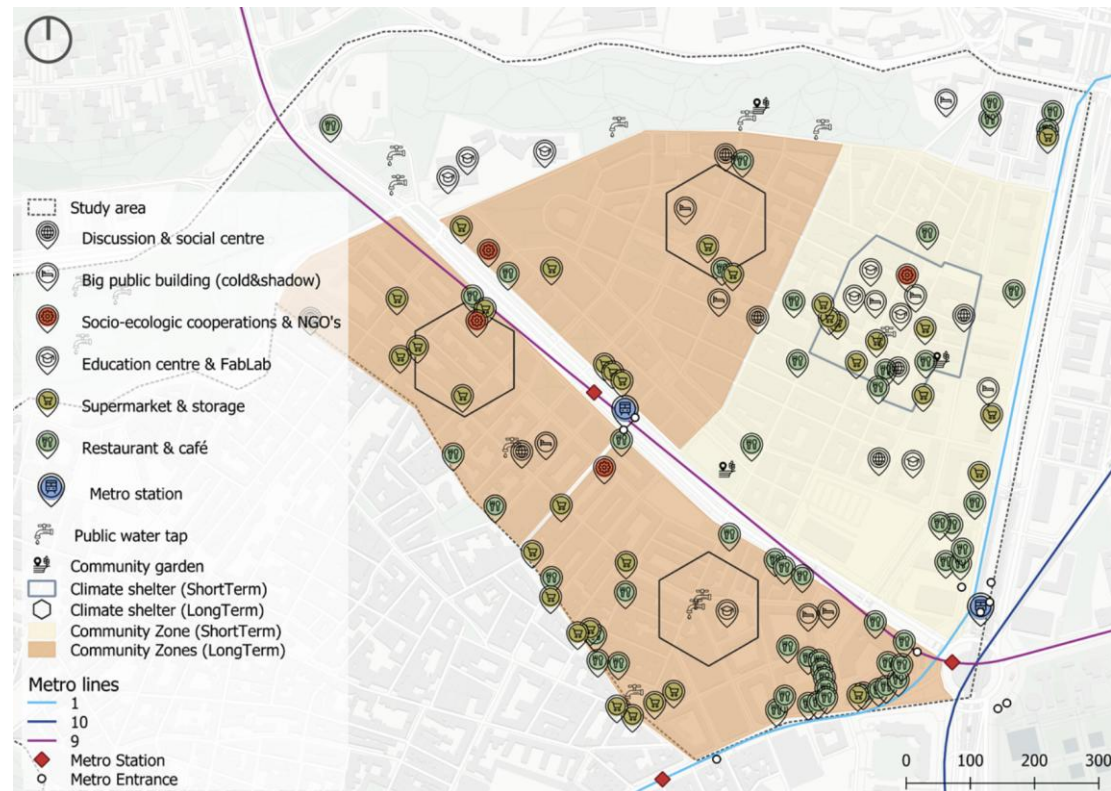 Study area
Discussion & social centre
Big public building (cold&shadow)
Socio-ecologic cooperations & NGO's
Education centre & FabLab
Supermarket & storage
Restaurant & café
Metro station
Public water tap
Community garden
Climate shelter (ShortTerm)
Climate shelter (LongTerm)
Community Zone (ShortTerm)
Community Zones (LongTerm)
Metro lines
1
10
9
Metro Station
Metro Entrance
0 100 200 300